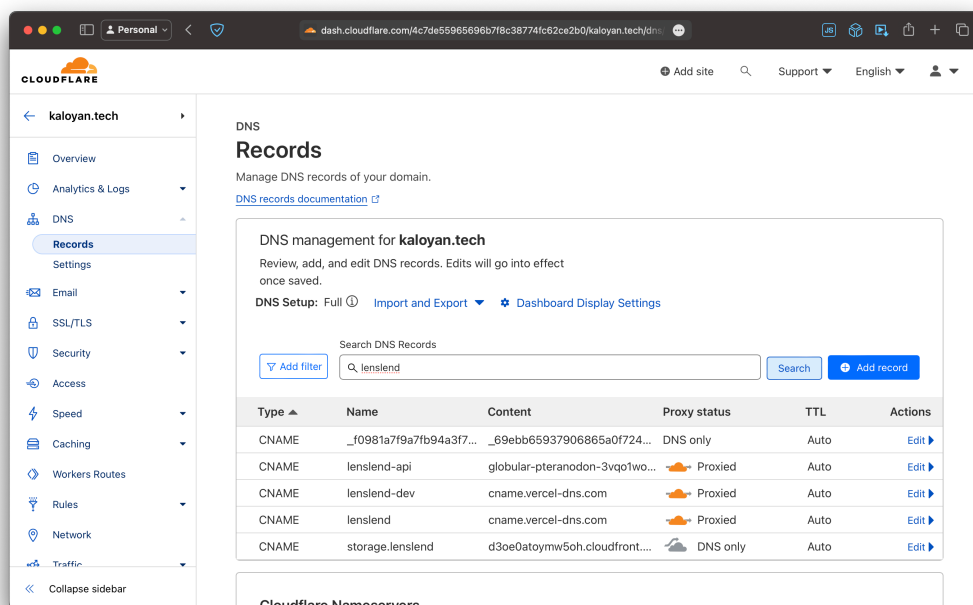 Personal
dash.cloudflare.com/4c7de55965696b7f8c38774fc62ce2b0/kaloyan.tech/dns/
JS
CLOUDFLARE
Add site
Support
English
kaloyan.tech
Overview
Analytics & Logs
DNS
Records
Settings
Email
SSL/TLS
Security
Access
Speed
Caching
Workers Routes
Rules
Network
Traffic
Collapse sidebar
DNS
Records
Manage DNS records of your domain.
DNS records documentation
DNS management for kaloyan.tech
Review, add, and edit DNS records. Edits will go into effect
once saved.
DNS Setup: Full Import and Export Dashboard Display Settings
Search DNS Records
Add filter lenslend Search Add record
Type Name Content Proxy status TTL Actions
CNAME _f0981a7f9a7fb94a3f7... _69ebb65937906865a0f724... DNS only Auto Edit
CNAME lenslend-api globular-pteranodon-3vqo1wo... Proxied Auto Edit
CNAME lenslend-dev cname.vercel-dns.com Proxied Auto Edit
CNAME lenslend cname.vercel-dns.com Proxied Auto Edit
CNAME storage.lenslend d3oe0atoymw5oh.cloudfront.... DNS only Auto Edit
Cloudflare Nameservers